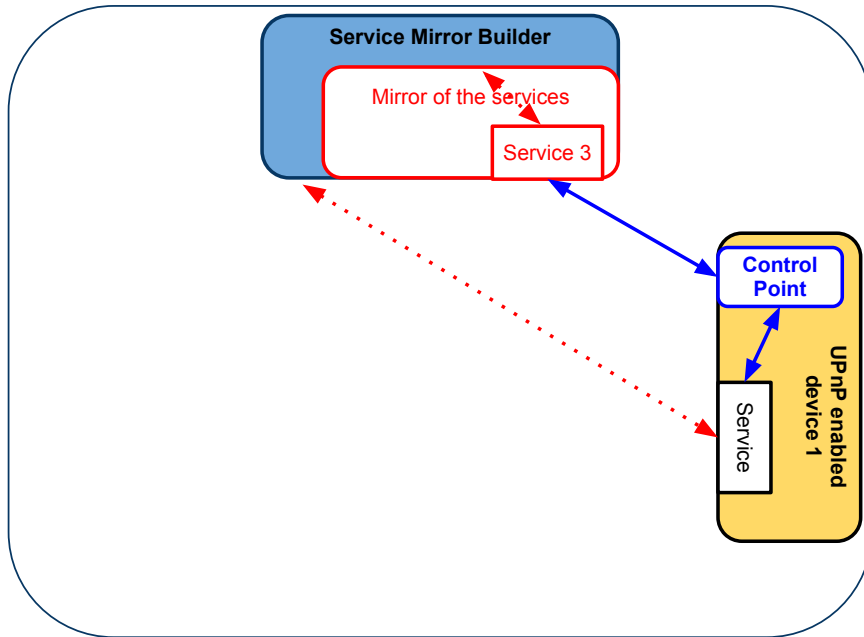 Service Mirror Builder
Mirror of the services
Service 3
Control
Point
UPnP enabled
device 1
Service